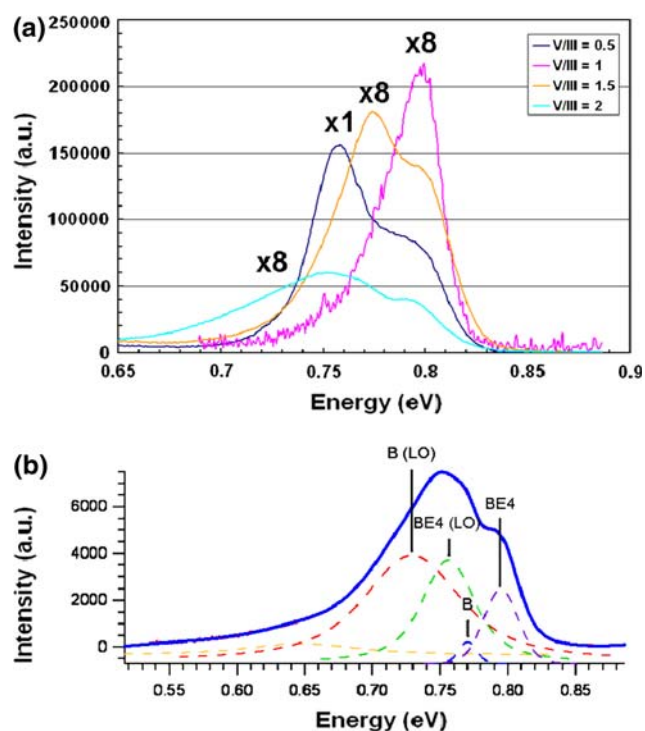 (a)
250000
200000
150000
100000
50000
0
Intensity (a.u.)
x8
x1
x8
x8
V/III = 0.5
V/III = 1
V/III = 1.5
V/III = 2
0.65 0.7 0.75 0.8 0.85 0.9
Energy (eV)
(b)
6000
4000
2000
0
Intensity (a.u.)
B (LO)
BE4 (LO)
BE4
B
0.55 0.60 0.65 0.70 0.75 0.80 0.85
Energy (eV)